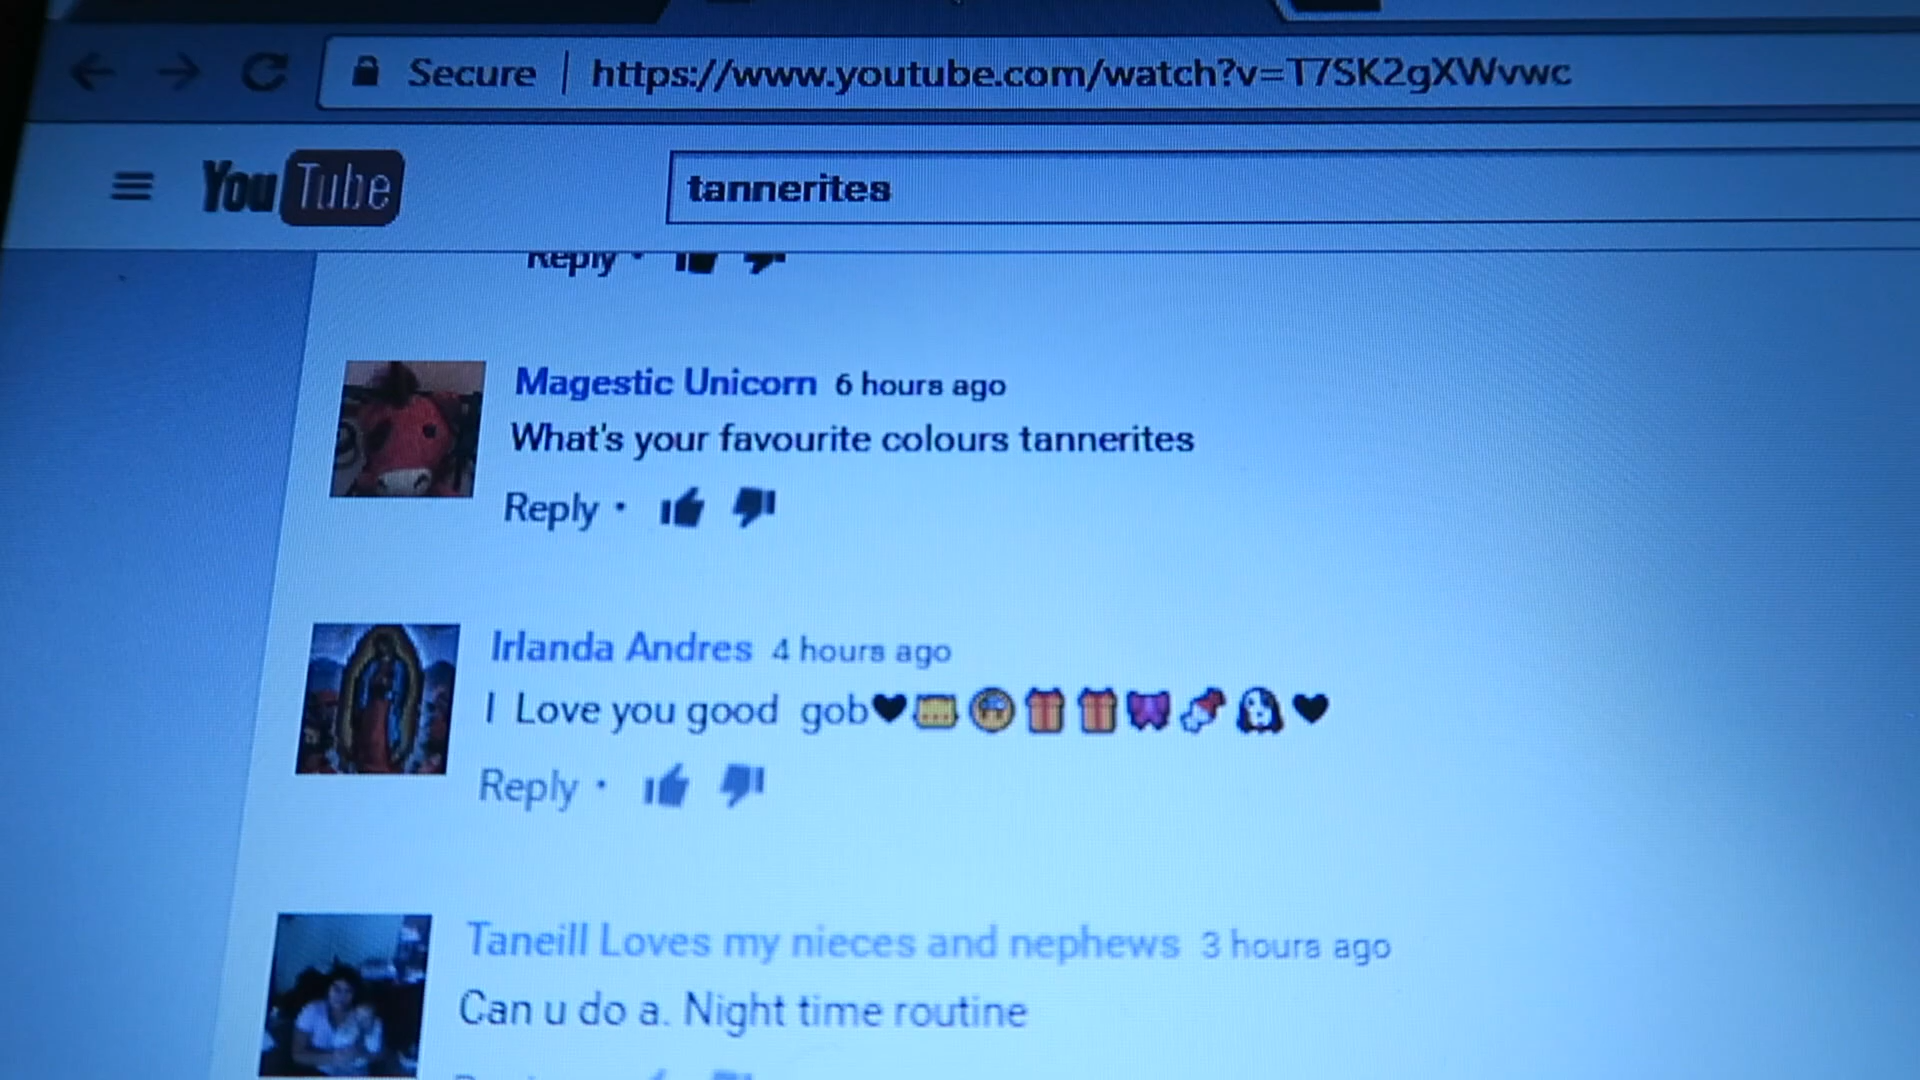 Secure | https://www.youtube.com/watch?v=T7SK2gXWvwc
YouTube
tannerites
Reply •
Magestic Unicorn 6 hours ago
What's your favourite colours tannerites
Reply •
Irlanda Andres 4 hours ago
I Love you good gob
Reply •
Taneill Loves my nieces and nephews 3 hours ago
Can u do a. Night time routine